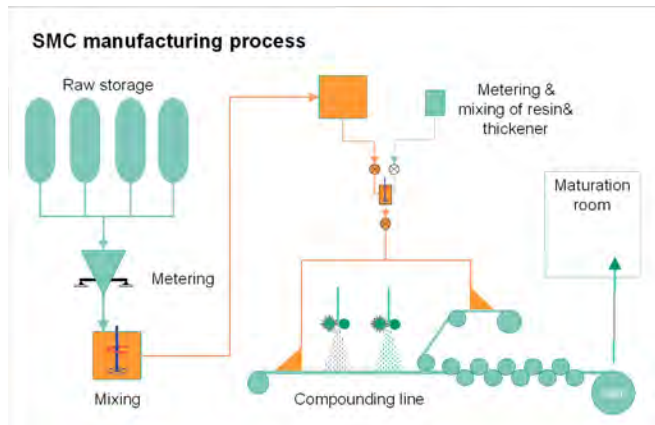 SMC manufacturing process
Raw storage
Metering &
mixing of resin&
thickener
Maturation
room
Metering
Mixing
Compounding line